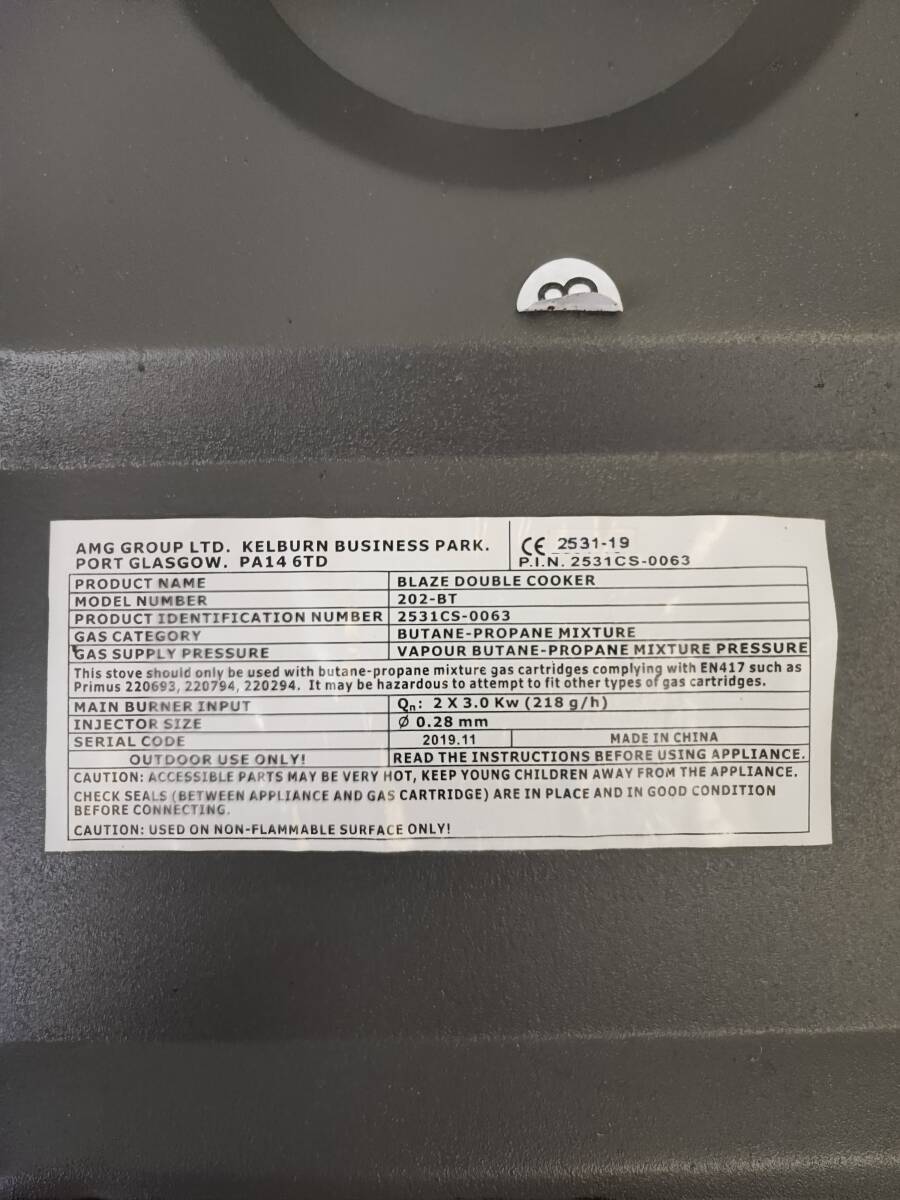 8
AMG GROUP LTD. KELBURN BUSINESS PARK.
PORT GLASGOW. PA14 6TD
CE 2531-19
P.I.N. 2531CS-0063
PRODUCT NAME BLAZE DOUBLE COOKER
MODEL NUMBER 202-BT
PRODUCT IDENTIFICATION NUMBER 2531CS-0063
GAS CATEGORY BUTANE-PROPANE MIXTURE
GAS SUPPLY PRESSURE VAPOUR BUTANE-PROPANE MIXTURE PRESSURE
This stove should only be used with butane-propane mixture gas cartridges complying with EN417 such as
Primus 220693, 220794, 220294. It may be hazardous to attempt to fit other types of gas cartridges.
MAIN BURNER INPUT Qn: 2 X 3.0 Kw (218 g/h)
INJECTOR SIZE Ø 0.28 mm
SERIAL CODE 2019.11 MADE IN CHINA
OUTDOOR USE ONLY! READ THE INSTRUCTIONS BEFORE USING APPLIANCE.
CAUTION: ACCESSIBLE PARTS MAY BE VERY HOT, KEEP YOUNG CHILDREN AWAY FROM THE APPLIANCE.
CHECK SEALS (BETWEEN APPLIANCE AND GAS CARTRIDGE) ARE IN PLACE AND IN GOOD CONDITION
BEFORE CONNECTING.
CAUTION: USED ON NON-FLAMMABLE SURFACE ONLY!